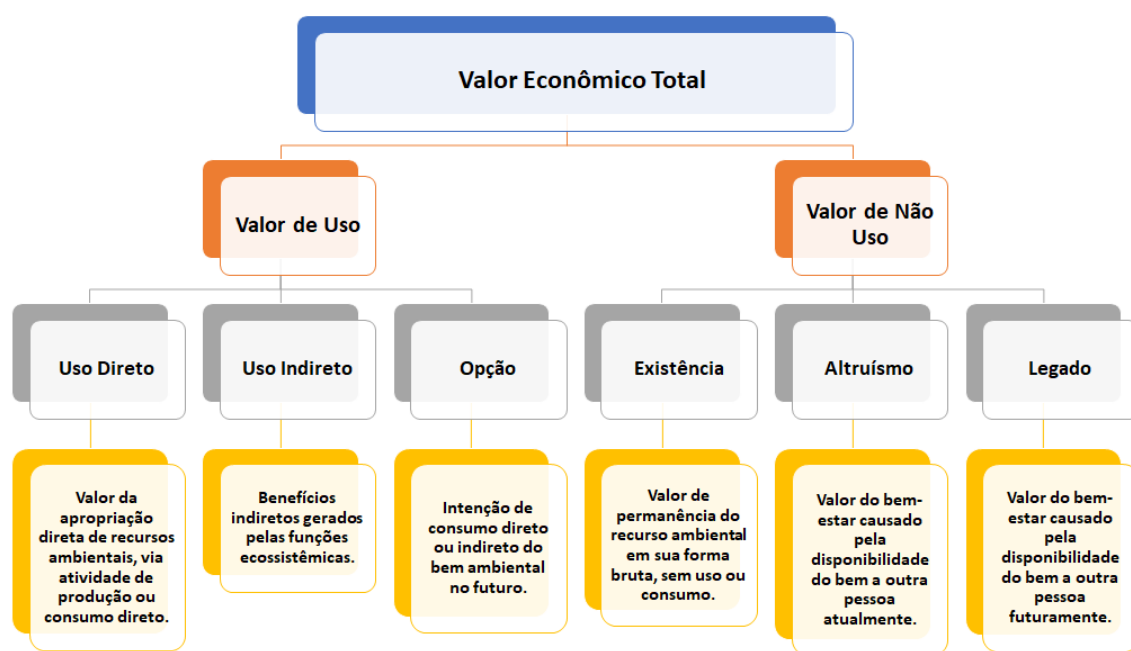 Valor Econômico Total
Valor de Uso
Valor de Não
Uso
Uso Direto
Uso Indireto
Opção
Existência
Altruísmo
Legado
Valor da
apropriação
direta de recursos
ambientais, via
atividade de
produção ou
consumo direto.
Benefícios
indiretos gerados
pelas funções
ecossistêmicas.
Intenção de
consumo direto
ou indireto do
bem ambiental
no futuro.
Valor de
permanência do
recurso ambiental
em sua forma
bruta, sem uso ou
consumo.
Valor do bem-
estar causado
pela
disponibilidade
do bem a outra
pessoa
atualmente.
Valor do bem-
estar causado
pela
disponibilidade
do bem a outra
pessoa
futuramente.